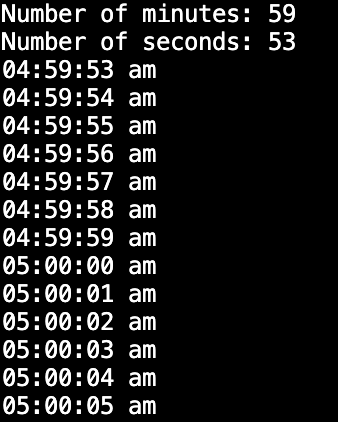 Number of minutes: 59
Number of seconds: 53
04:59:53 am
04:59:54 am
04:59:55 am
04:59:56 am
04:59:57 am
04:59:58 am
04:59:59 am
05:00:00 am
05:00:01 am
05:00:02 am
05:00:03 am
05:00:04 am
05:00:05 am